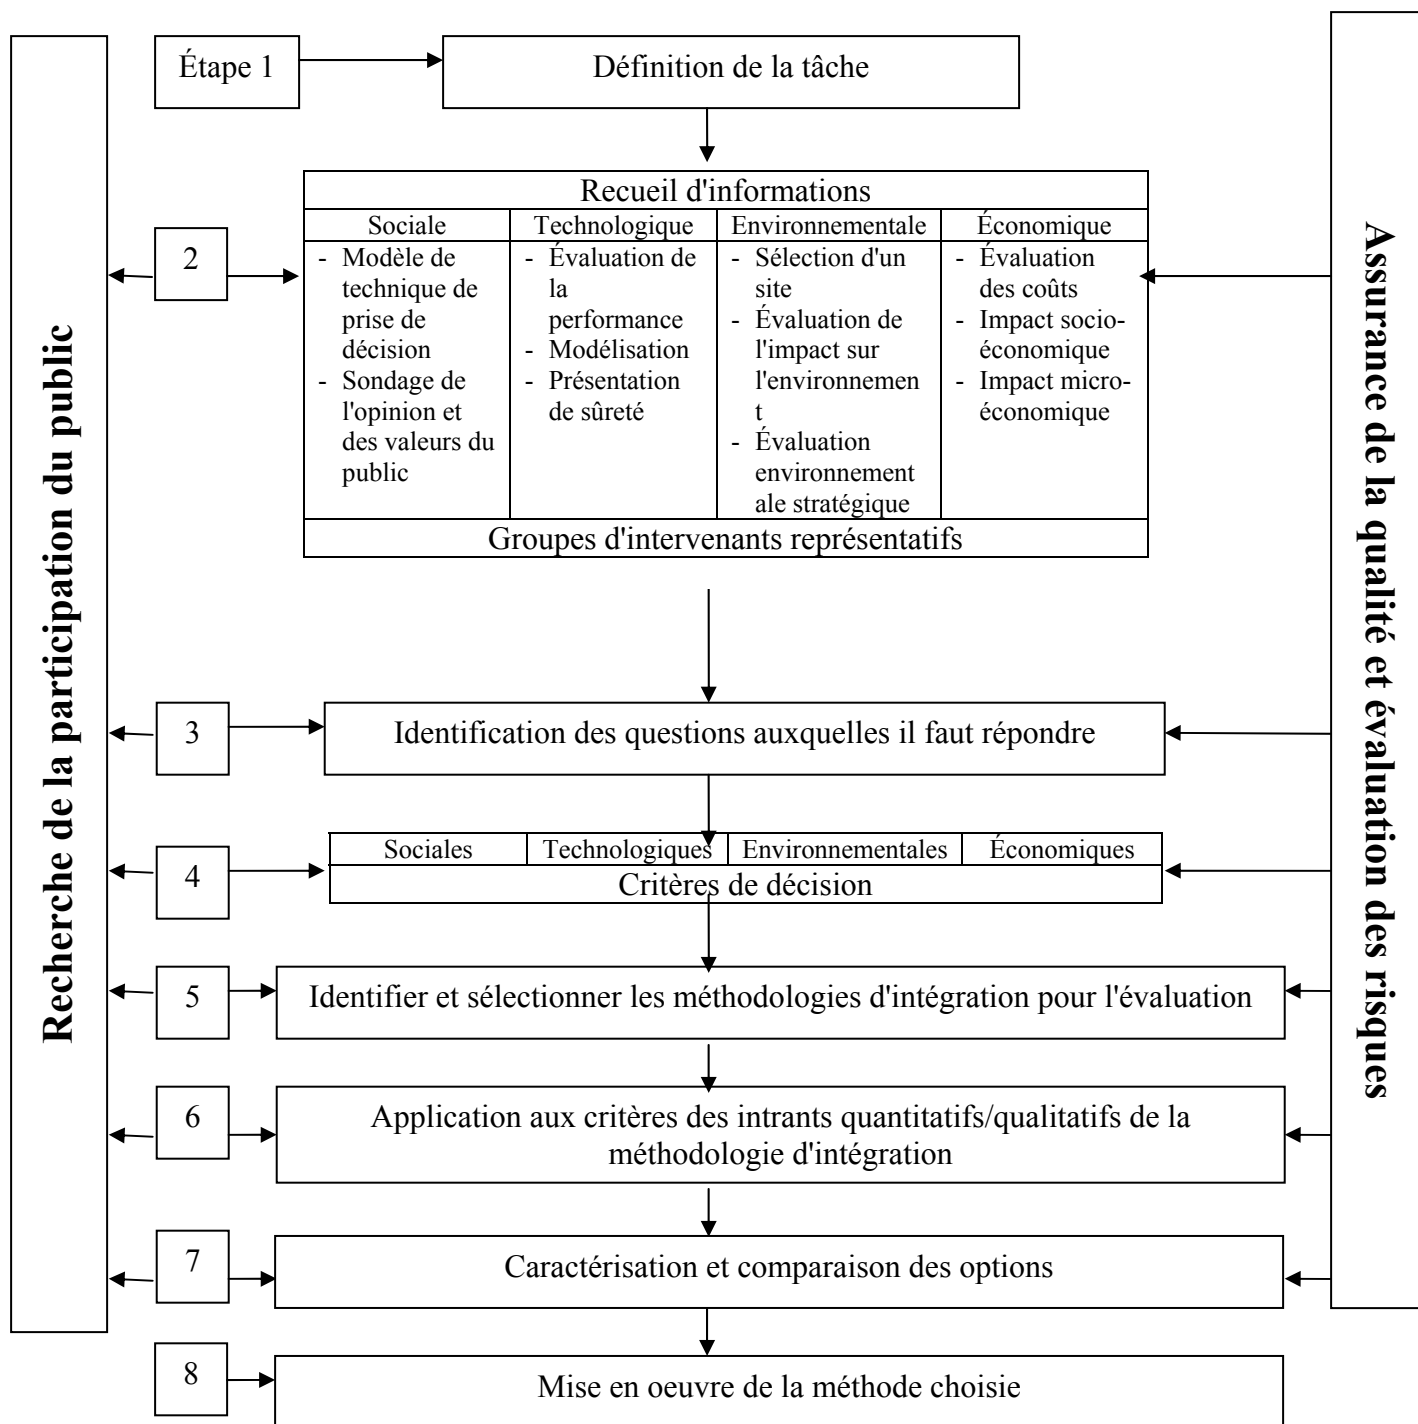 Étape 1
Définition de la tâche
Recueil d'informations
Sociale
- Modèle de
technique de
prise de
décision
- Sondage de
l'opinion et
des valeurs du
public
Technologique
- Évaluation de
la
performance
- Modélisation
- Présentation
de sûreté
Environnementale
- Sélection d'un
site
- Évaluation de
l'impact sur
l'environnemen
t
- Évaluation
environnement
ale stratégique
Économique
- Évaluation
des coûts
- Impact socio-
économique
- Impact micro-
économique
Groupes d'intervenants représentatifs
2
3
Identification des questions auxquelles il faut répondre
4
Sociales Technologiques Environnementales Économiques
Critères de décision
5
Identifier et sélectionner les méthodologies d'intégration pour l'évaluation
6
Application aux critères des intrants quantitatifs/qualitatifs de la
méthodologie d'intégration
7
Caractérisation et comparaison des options
8
Mise en oeuvre de la méthode choisie
Recherche de la participation du public
Assurance de la qualité et évaluation des risques